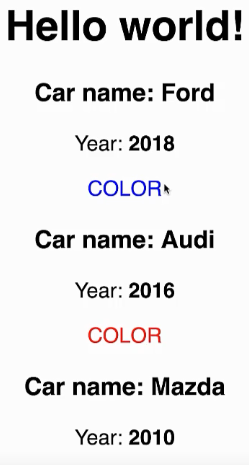 Hello world!
Car name: Ford
Year: 2018
COLOR
Car name: Audi
Year: 2016
COLOR
Car name: Mazda
Year: 2010